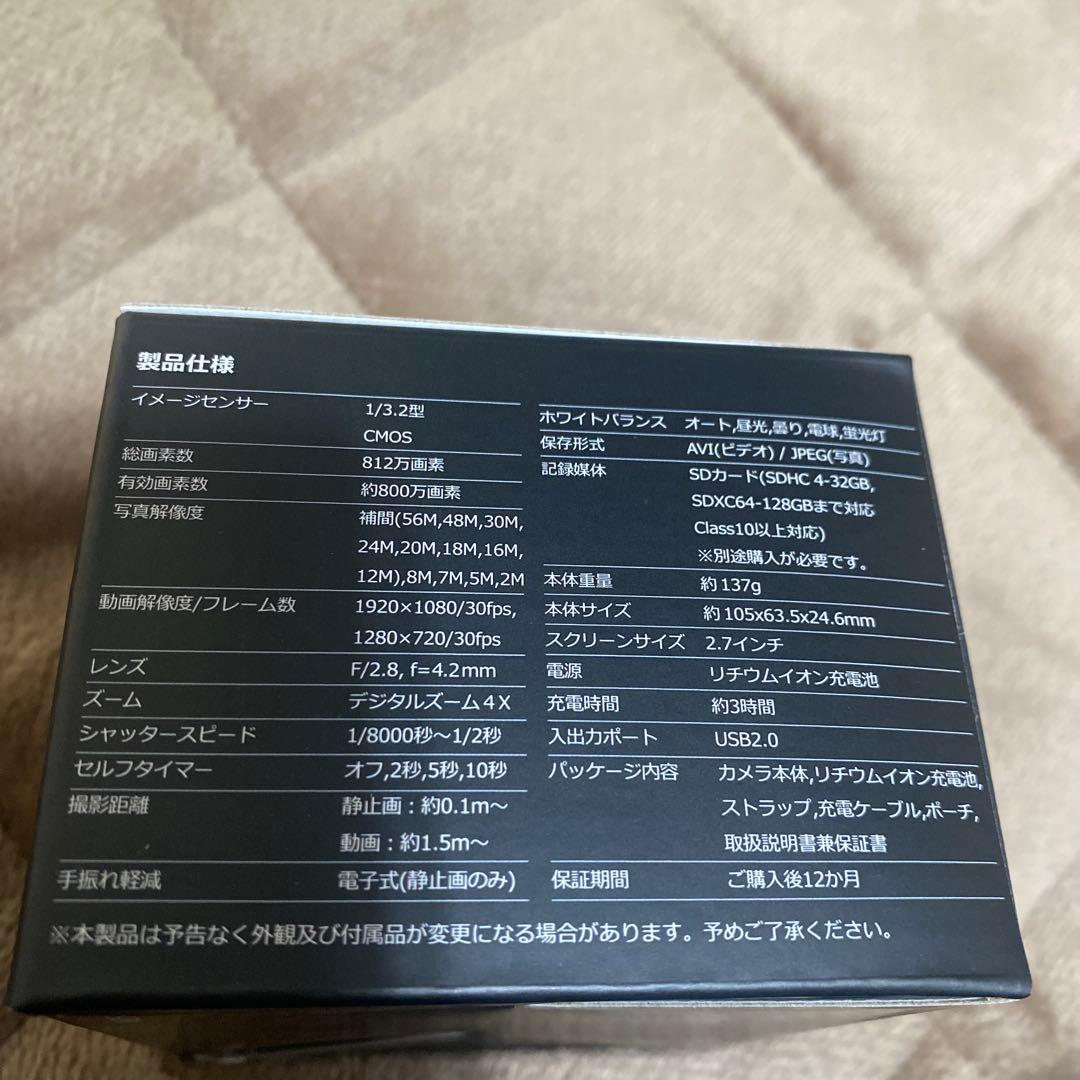 製品仕様
イメージセンサー 1/3.2型
CMOS
総画素数 812万画素
有効画素数 約800万画素
写真解像度 補間(56M,48M,30M,
24M,20M,18M,16M,
12M),8M,7M,5M,2M
動画解像度/フレーム数 1920×1080/30fps,
1280×720/30fps
レンズ F/2.8, f=4.2mm
ズーム デジタルズーム4X
シャッタースピード 1/8000秒～1/2秒
セルフタイマー オフ,2秒,5秒,10秒
撮影距離 静止画：約0.1m～
動画：約1.5m～
手振れ軽減 電子式(静止画のみ)
ホワイトバランス オート,昼光,曇り,電球,蛍光灯
保存形式 AVI(ビデオ) / JPEG(写真)
記録媒体 SDカード(SDHC 4-32GB,
SDXC64-128GBまで対応
Class10以上対応)
※別途購入が必要です。
本体重量 約 137g
本体サイズ 約 105x63.5x24.6mm
スクリーンサイズ 2.7インチ
電源 リチウムイオン充電池
充電時間 約3時間
入出力ポート USB2.0
パッケージ内容 カメラ本体,リチウムイオン充電池,
ストラップ,充電ケーブル,ポーチ,
取扱説明書兼保証書
保証期間 ご購入後12か月
※本製品は予告なく外観及び付属品が変更になる場合があります。予めご了承ください。